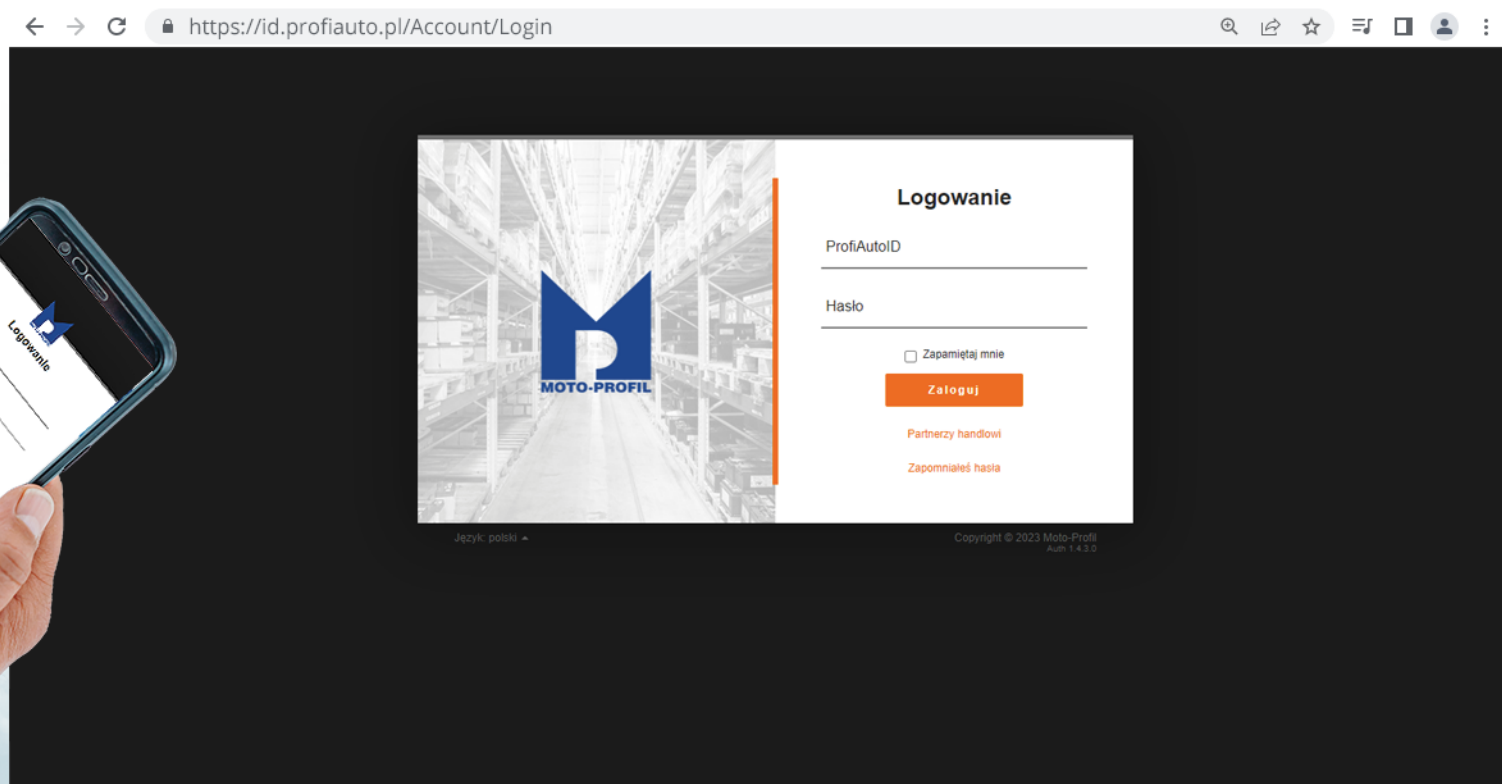 https://id.profiauto.pl/Account/Login
Logowanie
ProfiAutoID
Hasło
Zapamiętaj mnie
Zaloguj
Partnerzy handlowi
Zapomniałeś hasła
MOTO-PROFIL
Język: polski
Copyright © 2023 Moto-Profil
Auth 1.4.3.0
Logowanie